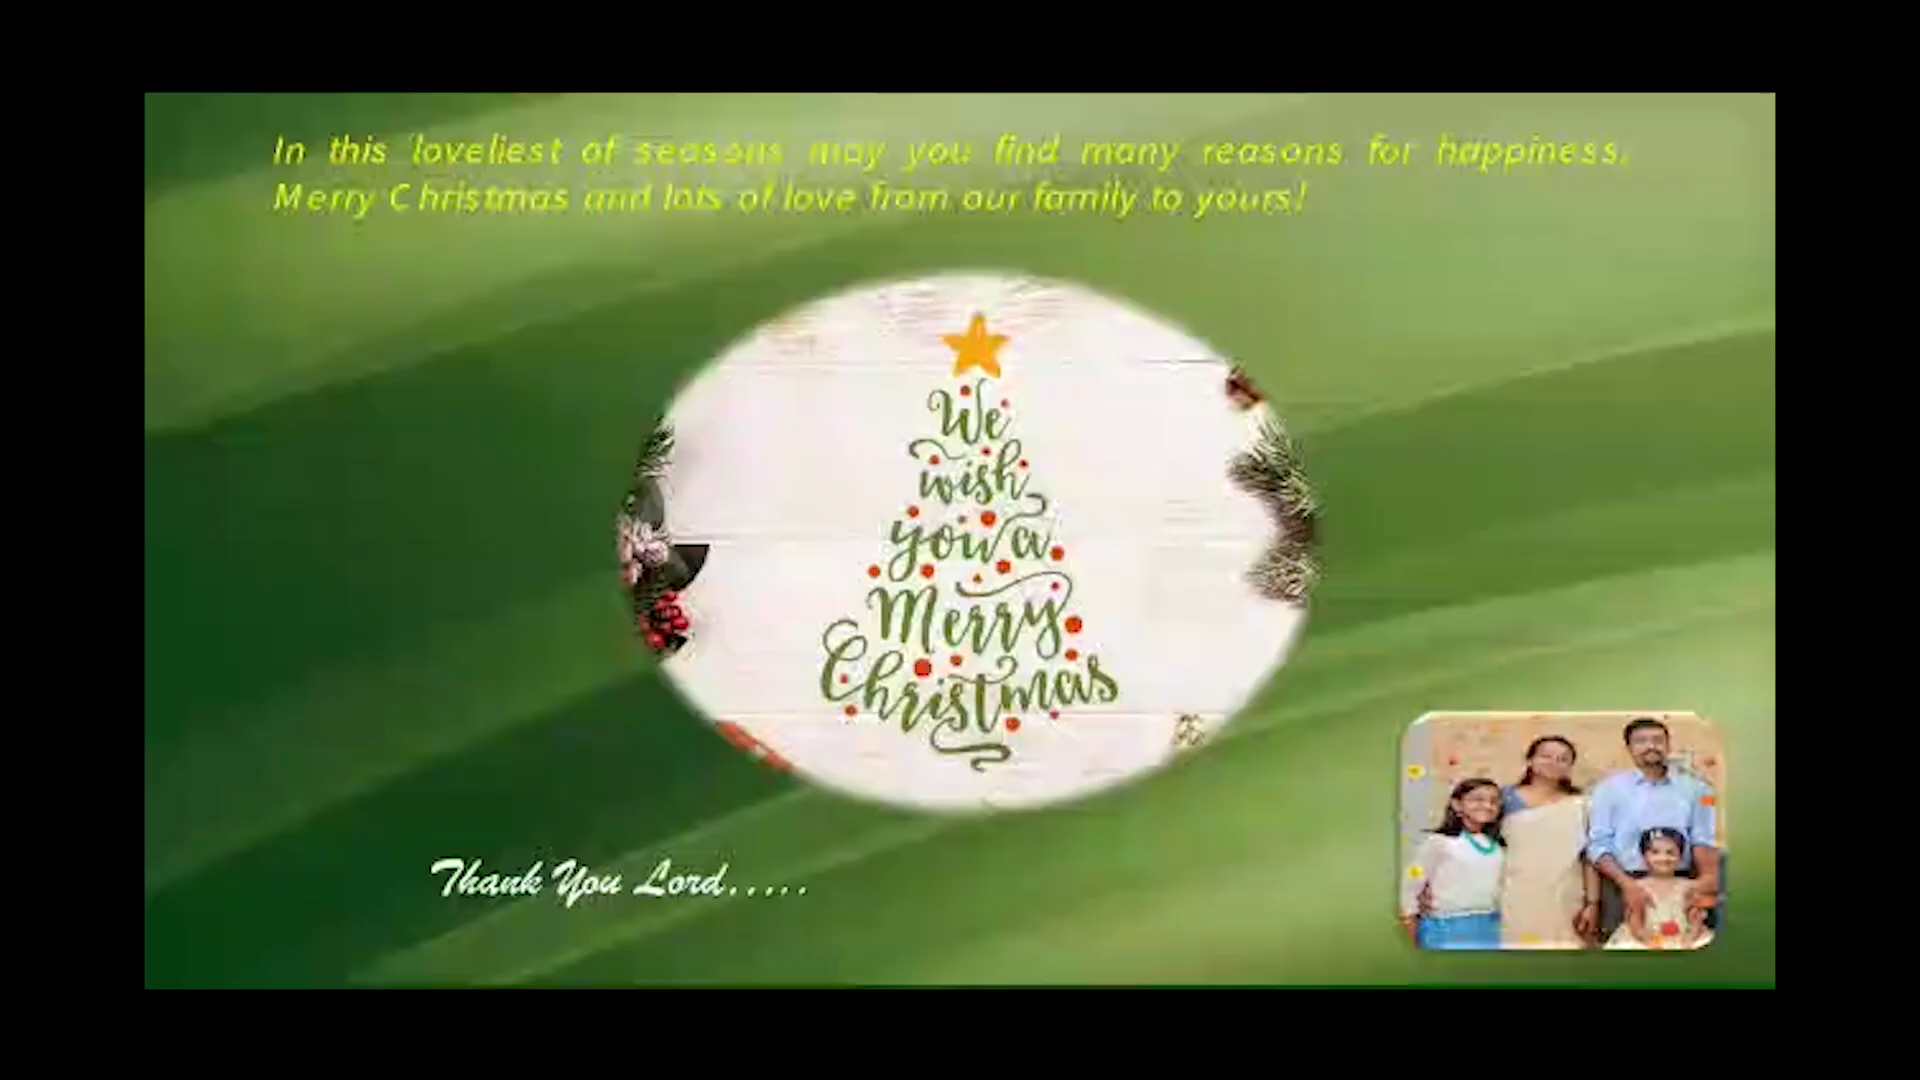 In this loveliest of seasons may you find many reasons for happiness.
Merry Christmas and lots of love from our family to yours!
We
wish
you a
Merry
Christmas
Thank You Lord.....